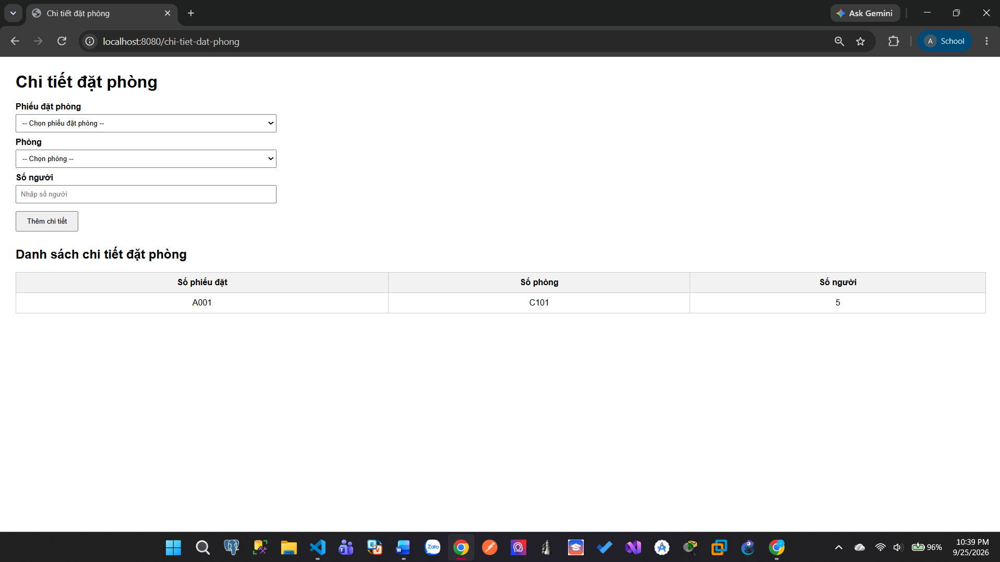 Chi tiết đặt phòng
Ask Gemini
localhost:8080/chi-tiet-dat-phong
A School
Chi tiết đặt phòng
Phiếu đặt phòng
-- Chọn phiếu đặt phòng --
Phòng
-- Chọn phòng --
Số người
Nhập số người
Thêm chi tiết
Danh sách chi tiết đặt phòng
Số phiếu đặt Số phòng Số người
A001 C101 5
Zalo
96%
10:39 PM
9/25/2026